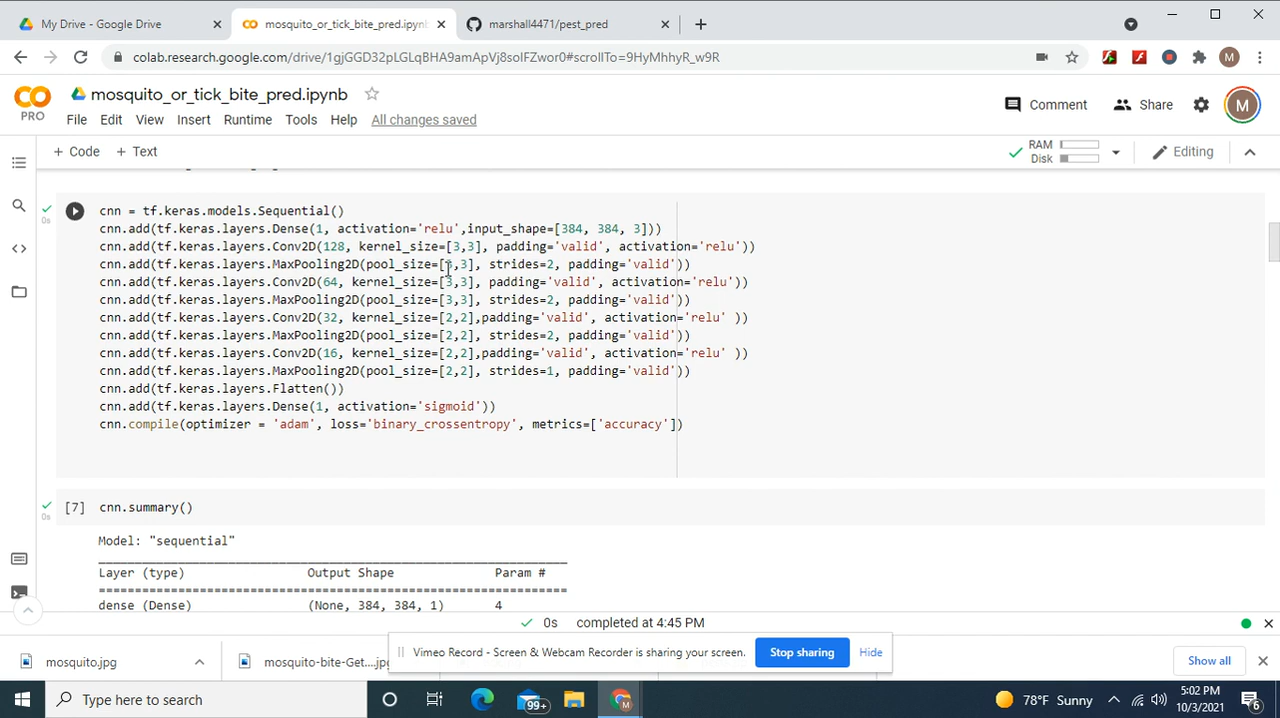 My Drive - Google Drive
mosquito_or_tick_bite_pred.ipynb
marshall4471/pest_pred
colab.research.google.com/drive/1gjGGD32pLGLqBHA9amApVj8soIFZwor0#scrollTo=9HyMhhyR_w9R
M
CO
PRO
mosquito_or_tick_bite_pred.ipynb
Comment
Share
M
File Edit View Insert Runtime Tools Help All changes saved
+ Code + Text
RAM
Disk
Editing
0s
cnn = tf.keras.models.Sequential()
cnn.add(tf.keras.layers.Dense(1, activation='relu',input_shape=[384, 384, 3]))
cnn.add(tf.keras.layers.Conv2D(128, kernel_size=[3,3], padding='valid', activation='relu'))
cnn.add(tf.keras.layers.MaxPooling2D(pool_size=[3,3], strides=2, padding='valid'))
cnn.add(tf.keras.layers.Conv2D(64, kernel_size=[3,3], padding='valid', activation='relu'))
cnn.add(tf.keras.layers.MaxPooling2D(pool_size=[3,3], strides=2, padding='valid'))
cnn.add(tf.keras.layers.Conv2D(32, kernel_size=[2,2],padding='valid', activation='relu' ))
cnn.add(tf.keras.layers.MaxPooling2D(pool_size=[2,2], strides=2, padding='valid'))
cnn.add(tf.keras.layers.Conv2D(16, kernel_size=[2,2],padding='valid', activation='relu' ))
cnn.add(tf.keras.layers.MaxPooling2D(pool_size=[2,2], strides=1, padding='valid'))
cnn.add(tf.keras.layers.Flatten())
cnn.add(tf.keras.layers.Dense(1, activation='sigmoid'))
cnn.compile(optimizer = 'adam', loss='binary_crossentropy', metrics=['accuracy'])
0s
[7] cnn.summary()
Model: "sequential"
Layer (type) Output Shape Param #
dense (Dense) (None, 384, 384, 1) 4
0s completed at 4:45 PM
mosquito.jpg
mosquito-bite-Get....jpg
Vimeo Record - Screen & Webcam Recorder is sharing your screen.
Stop sharing
Hide
Show all
Type here to search
99+
M
78°F Sunny
5:02 PM
10/3/2021
6